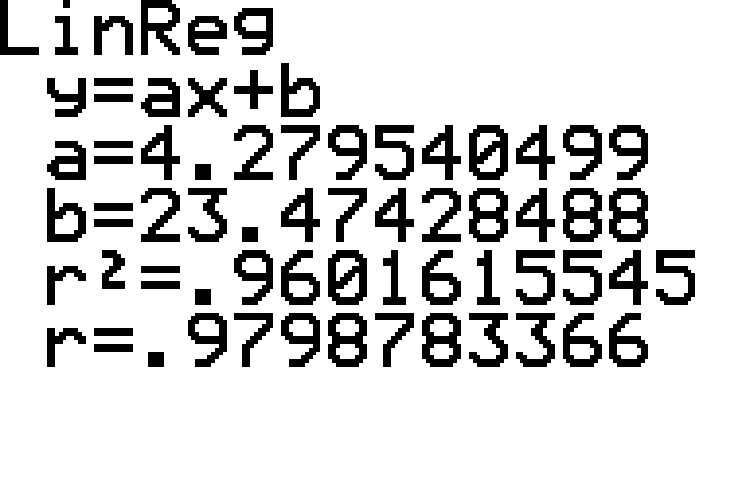 LinReg
y=ax+b
a=4.279540499
b=23.47428488
r²=.9601615545
r=.9798783366